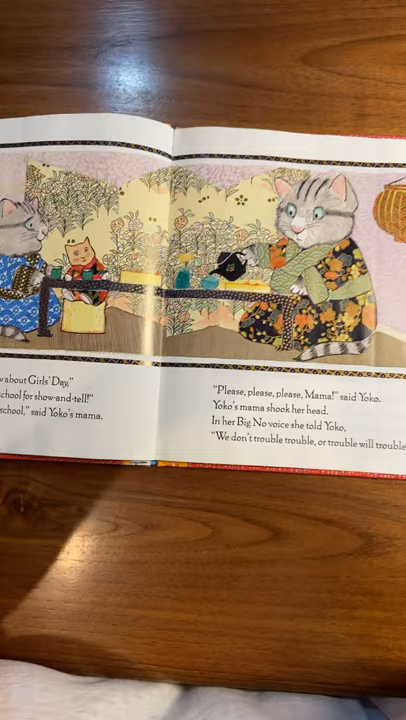 about Girls' Day,"
school for show-and-tell!"
school," said Yoko's mama.
"Please, please, please, Mama!" said Yoko.
Yoko's mama shook her head.
In her Big No voice she told Yoko,
"We don't trouble trouble, or trouble will trouble